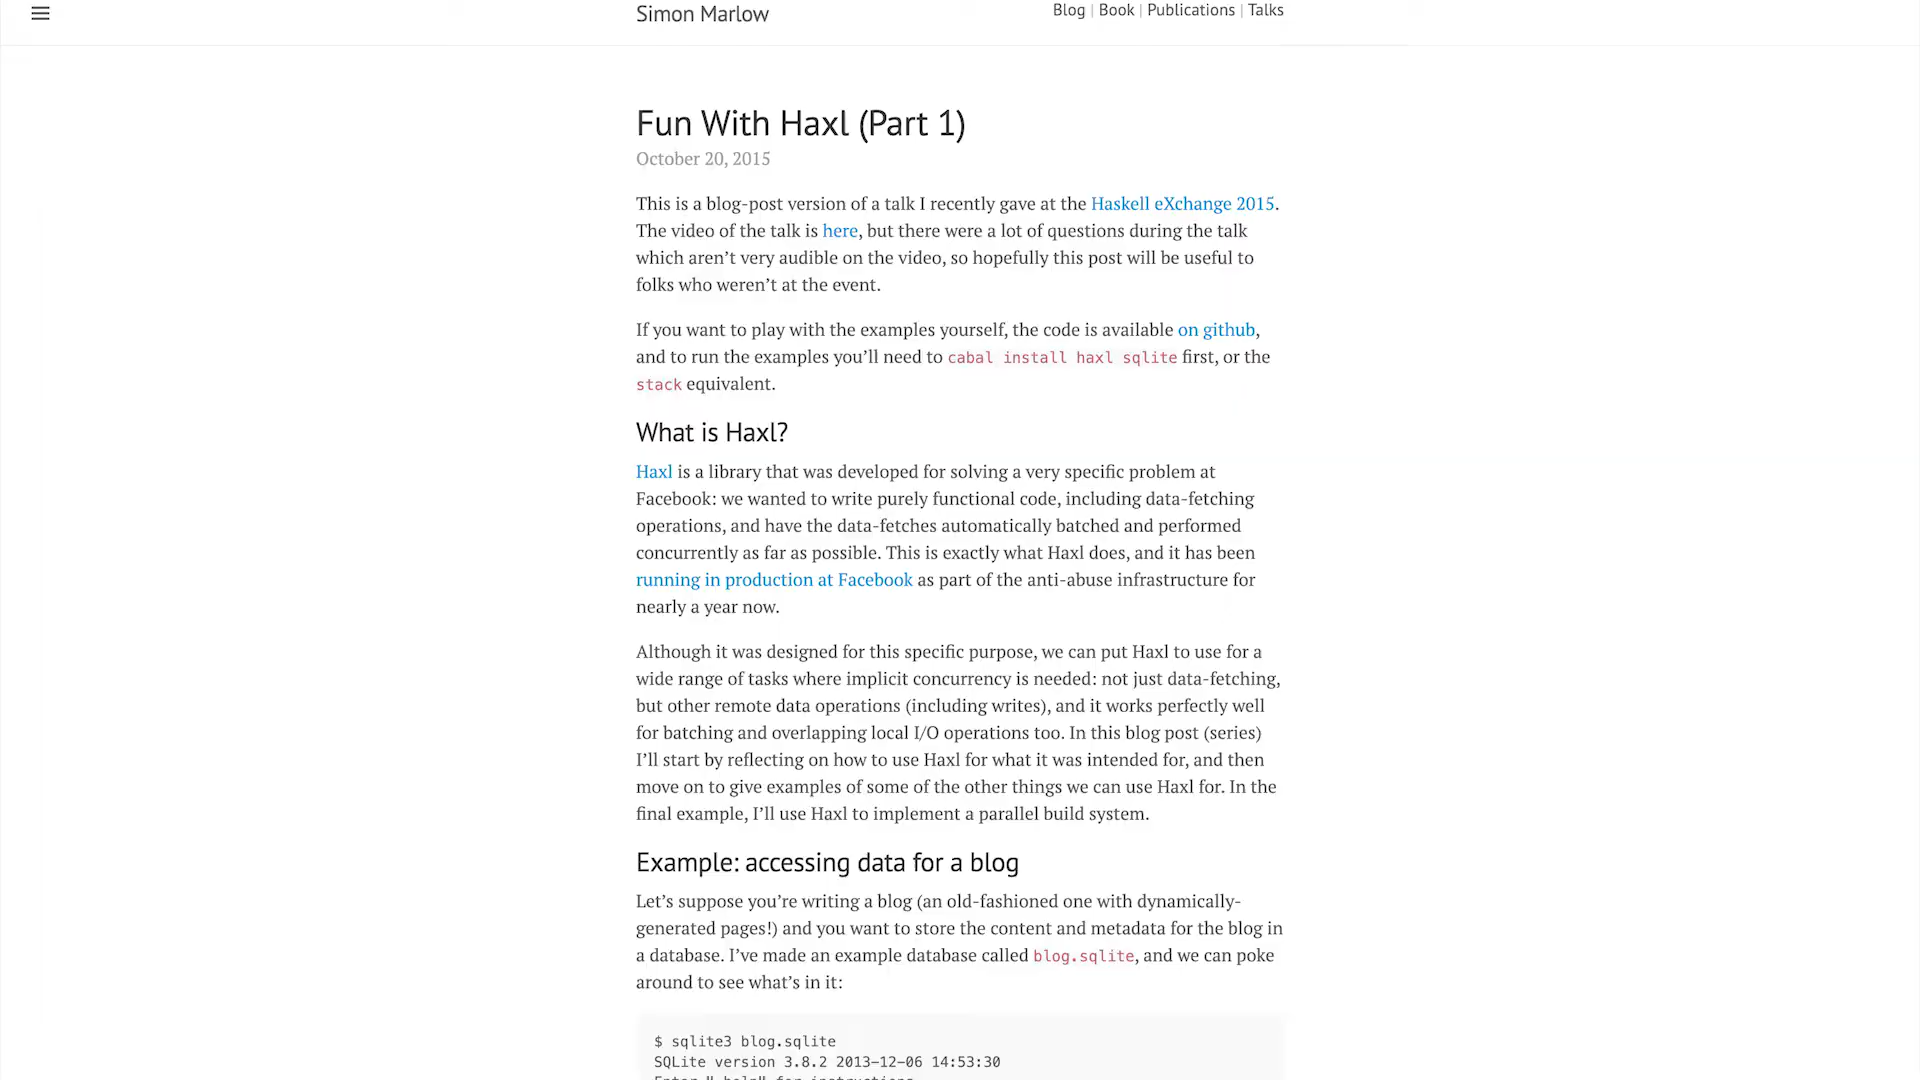 Simon Marlow
Blog | Book | Publications | Talks
Fun With Haxl (Part 1)
October 20, 2015
This is a blog-post version of a talk I recently gave at the Haskell eXchange 2015.
The video of the talk is here, but there were a lot of questions during the talk
which aren’t very audible on the video, so hopefully this post will be useful to
folks who weren’t at the event.
If you want to play with the examples yourself, the code is available on github,
and to run the examples you’ll need to cabal install haxl sqlite first, or the
stack equivalent.
What is Haxl?
Haxl is a library that was developed for solving a very specific problem at
Facebook: we wanted to write purely functional code, including data-fetching
operations, and have the data-fetches automatically batched and performed
concurrently as far as possible. This is exactly what Haxl does, and it has been
running in production at Facebook as part of the anti-abuse infrastructure for
nearly a year now.
Although it was designed for this specific purpose, we can put Haxl to use for a
wide range of tasks where implicit concurrency is needed: not just data-fetching,
but other remote data operations (including writes), and it works perfectly well
for batching and overlapping local I/O operations too. In this blog post (series)
I’ll start by reflecting on how to use Haxl for what it was intended for, and then
move on to give examples of some of the other things we can use Haxl for. In the
final example, I’ll use Haxl to implement a parallel build system.
Example: accessing data for a blog
Let’s suppose you’re writing a blog (an old-fashioned one with dynamically-
generated pages!) and you want to store the content and metadata for the blog in
a database. I’ve made an example database called blog.sqlite, and we can poke
around to see what’s in it:
$ sqlite3 blog.sqlite
SQLite version 3.8.2 2013-12-06 14:53:30
Enter ".help" for instructions